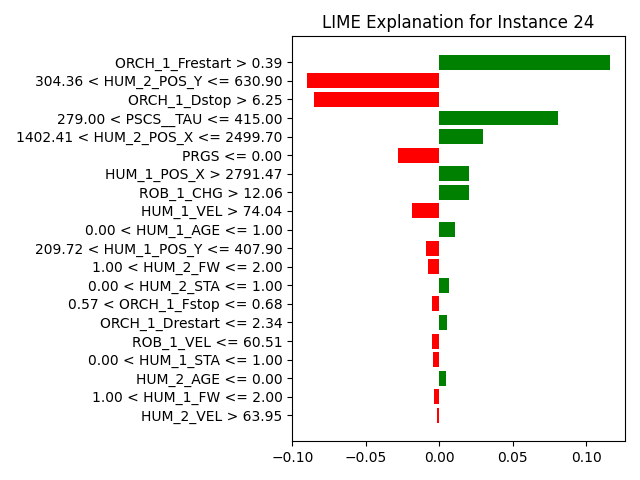 LIME Explanation for Instance 24
ORCH_1_Frestart > 0.39
304.36 < HUM_2_POS_Y <= 630.90
ORCH_1_Dstop > 6.25
279.00 < PSCS__TAU <= 415.00
1402.41 < HUM_2_POS_X <= 2499.70
PRGS <= 0.00
HUM_1_POS_X > 2791.47
ROB_1_CHG > 12.06
HUM_1_VEL > 74.04
0.00 < HUM_1_AGE <= 1.00
209.72 < HUM_1_POS_Y <= 407.90
1.00 < HUM_2_FW <= 2.00
0.00 < HUM_2_STA <= 1.00
0.57 < ORCH_1_Fstop <= 0.68
ORCH_1_Drestart <= 2.34
ROB_1_VEL <= 60.51
0.00 < HUM_1_STA <= 1.00
HUM_2_AGE <= 0.00
1.00 < HUM_1_FW <= 2.00
HUM_2_VEL > 63.95
−0.10 −0.05 0.00 0.05 0.10